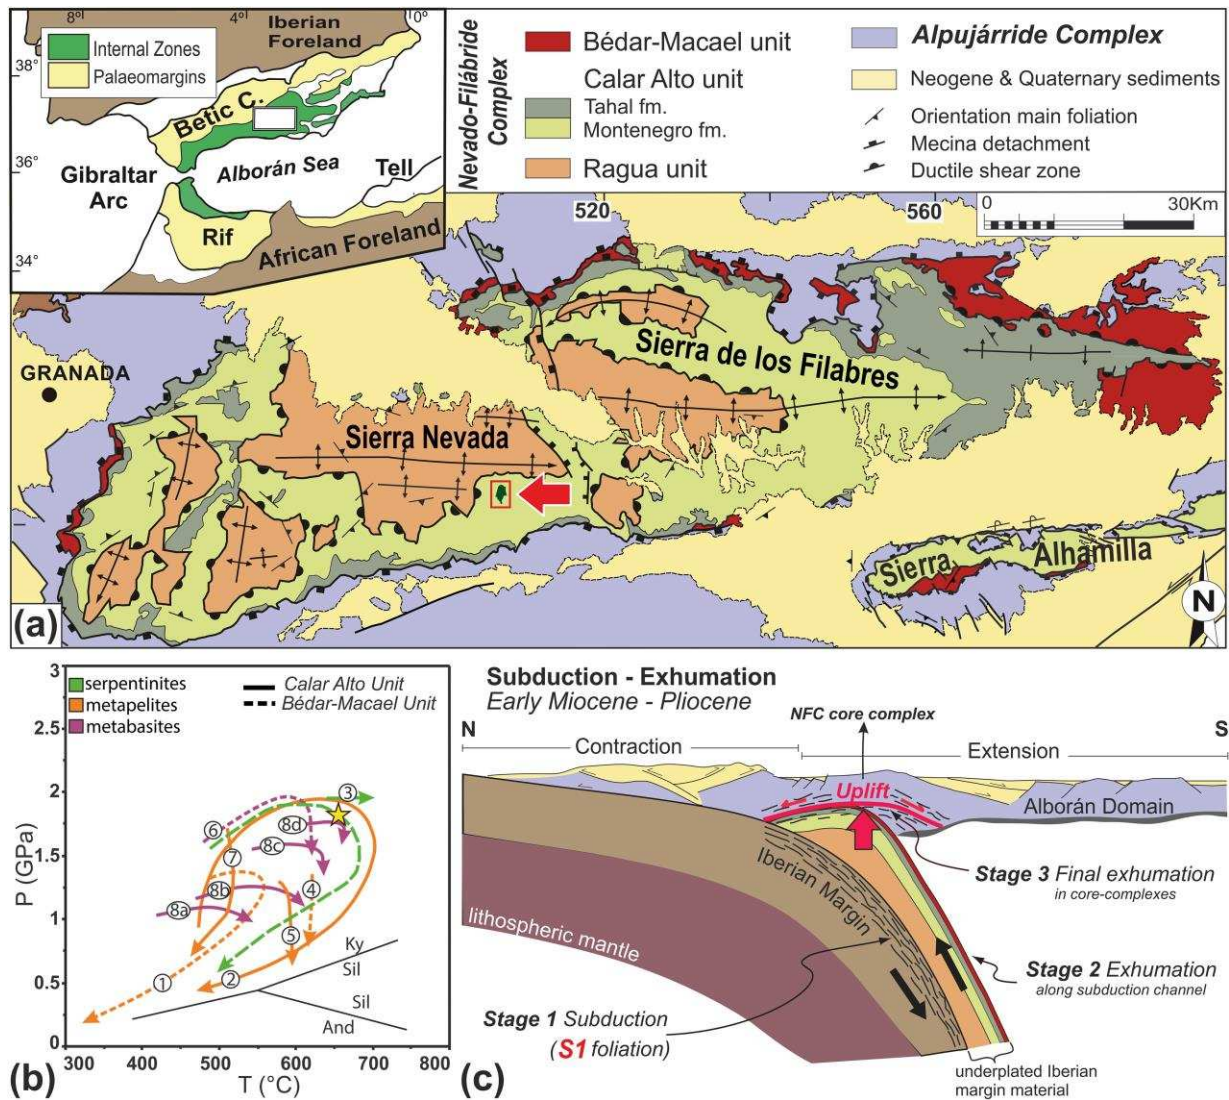 8°
4°
0°
Iberian
Foreland
Internal Zones
Palaeomargins
38°
Betic C.
36°
Alborán Sea
Gibraltar
Arc
Tell
Rif
African Foreland
34°
Nevado-Filábride
Complex
Bédar-Macael unit
Calar Alto unit
Tahal fm.
Montenegro fm.
Ragua unit
Alpujárride Complex
Neogene & Quaternary sediments
Orientation main foliation
Mecina detachment
Ductile shear zone
520
560
0
30Km
GRANADA
Sierra de los Filabres
Sierra Nevada
Sierra
Alhamilla
N
(a)
3
2.5
2
1.5
1
0.5
0
P (GPa)
serpentinites
metapelites
metabasites
Calar Alto Unit
Bédar-Macael Unit
3
6
8d
7
8c
8b
4
8a
5
1
2
Ky
Sil
Sil
And
300
400
500
600
700
800
T (°C)
(b)
Subduction - Exhumation
Early Miocene - Pliocene
NFC core complex
N
S
Contraction
Extension
Uplift
Alborán Domain
Iberian Margin
lithospheric mantle
Stage 3 Final exhumation
in core-complexes
Stage 2 Exhumation
along subduction channel
Stage 1 Subduction
(S1 foliation)
underplated Iberian
margin material
(c)